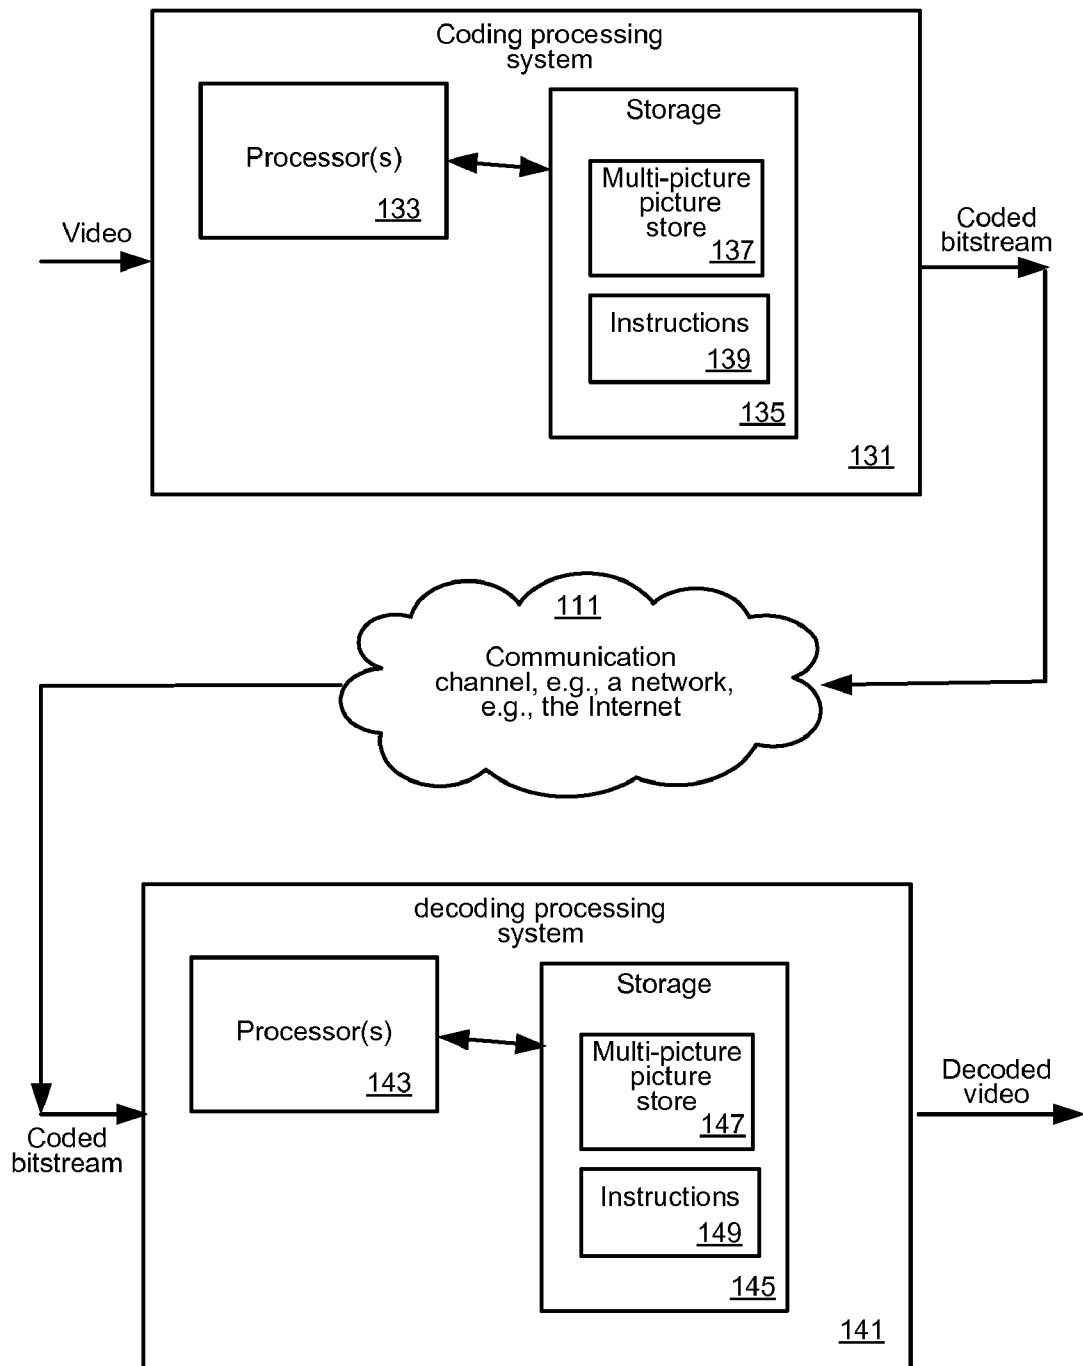 Coding processing
system
Processor(s)
133
Storage
Multi-picture
picture
store
137
Instructions
139
135
131
Video
Coded
bitstream
111
Communication
channel, e.g., a network,
e.g., the Internet
decoding processing
system
Processor(s)
143
Storage
Multi-picture
picture
store
147
Instructions
149
145
141
Coded
bitstream
Decoded
video